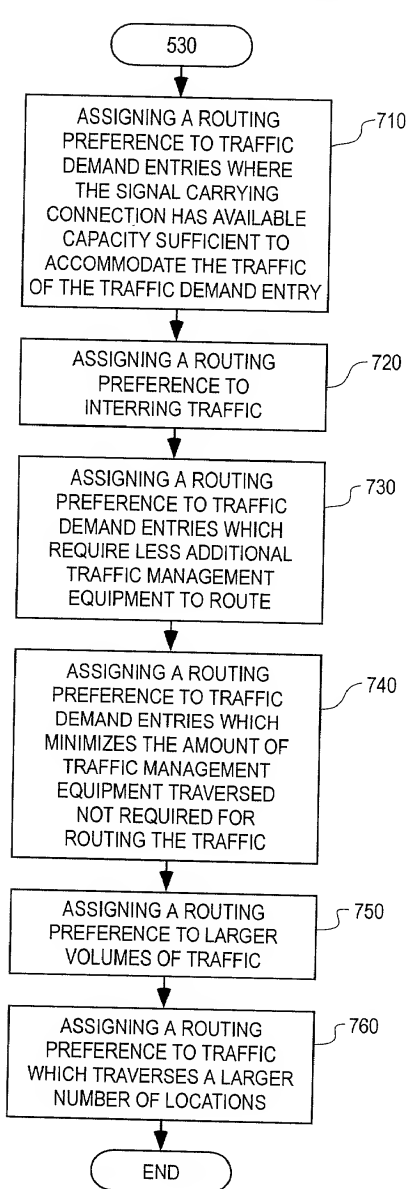 530
ASSIGNING A ROUTING
PREFERENCE TO TRAFFIC
DEMAND ENTRIES WHERE
THE SIGNAL CARRYING
CONNECTION HAS AVAILABLE
CAPACITY SUFFICIENT TO
ACCOMMODATE THE TRAFFIC
OF THE TRAFFIC DEMAND ENTRY
710
ASSIGNING A ROUTING
PREFERENCE TO
INTERRING TRAFFIC
720
ASSIGNING A ROUTING
PREFERENCE TO TRAFFIC
DEMAND ENTRIES WHICH
REQUIRE LESS ADDITIONAL
TRAFFIC MANAGEMENT
EQUIPMENT TO ROUTE
730
ASSIGNING A ROUTING
PREFERENCE TO TRAFFIC
DEMAND ENTRIES WHICH
MINIMIZES THE AMOUNT OF
TRAFFIC MANAGEMENT
EQUIPMENT TRAVERSED
NOT REQUIRED FOR
ROUTING THE TRAFFIC
740
ASSIGNING A ROUTING
PREFERENCE TO LARGER
VOLUMES OF TRAFFIC
750
ASSIGNING A ROUTING
PREFERENCE TO TRAFFIC
WHICH TRAVERSES A LARGER
NUMBER OF LOCATIONS
760
END